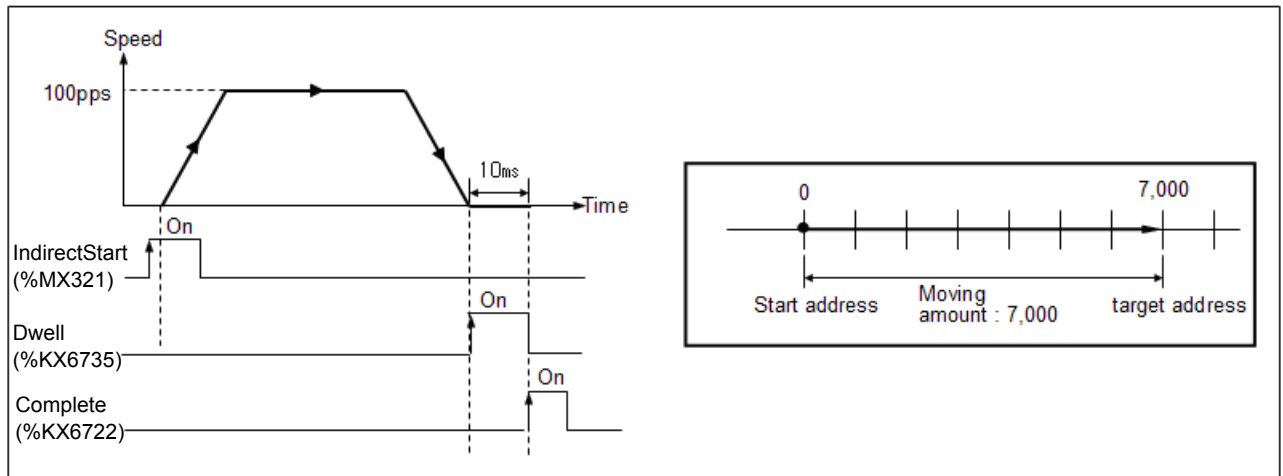 Speed
100pps
10ms
Time
On
IndirectStart
(%MX321)
On
Dwell
(%KX6735)
On
Complete
(%KX6722)
0
7,000
Start address
Moving
amount : 7,000
target address